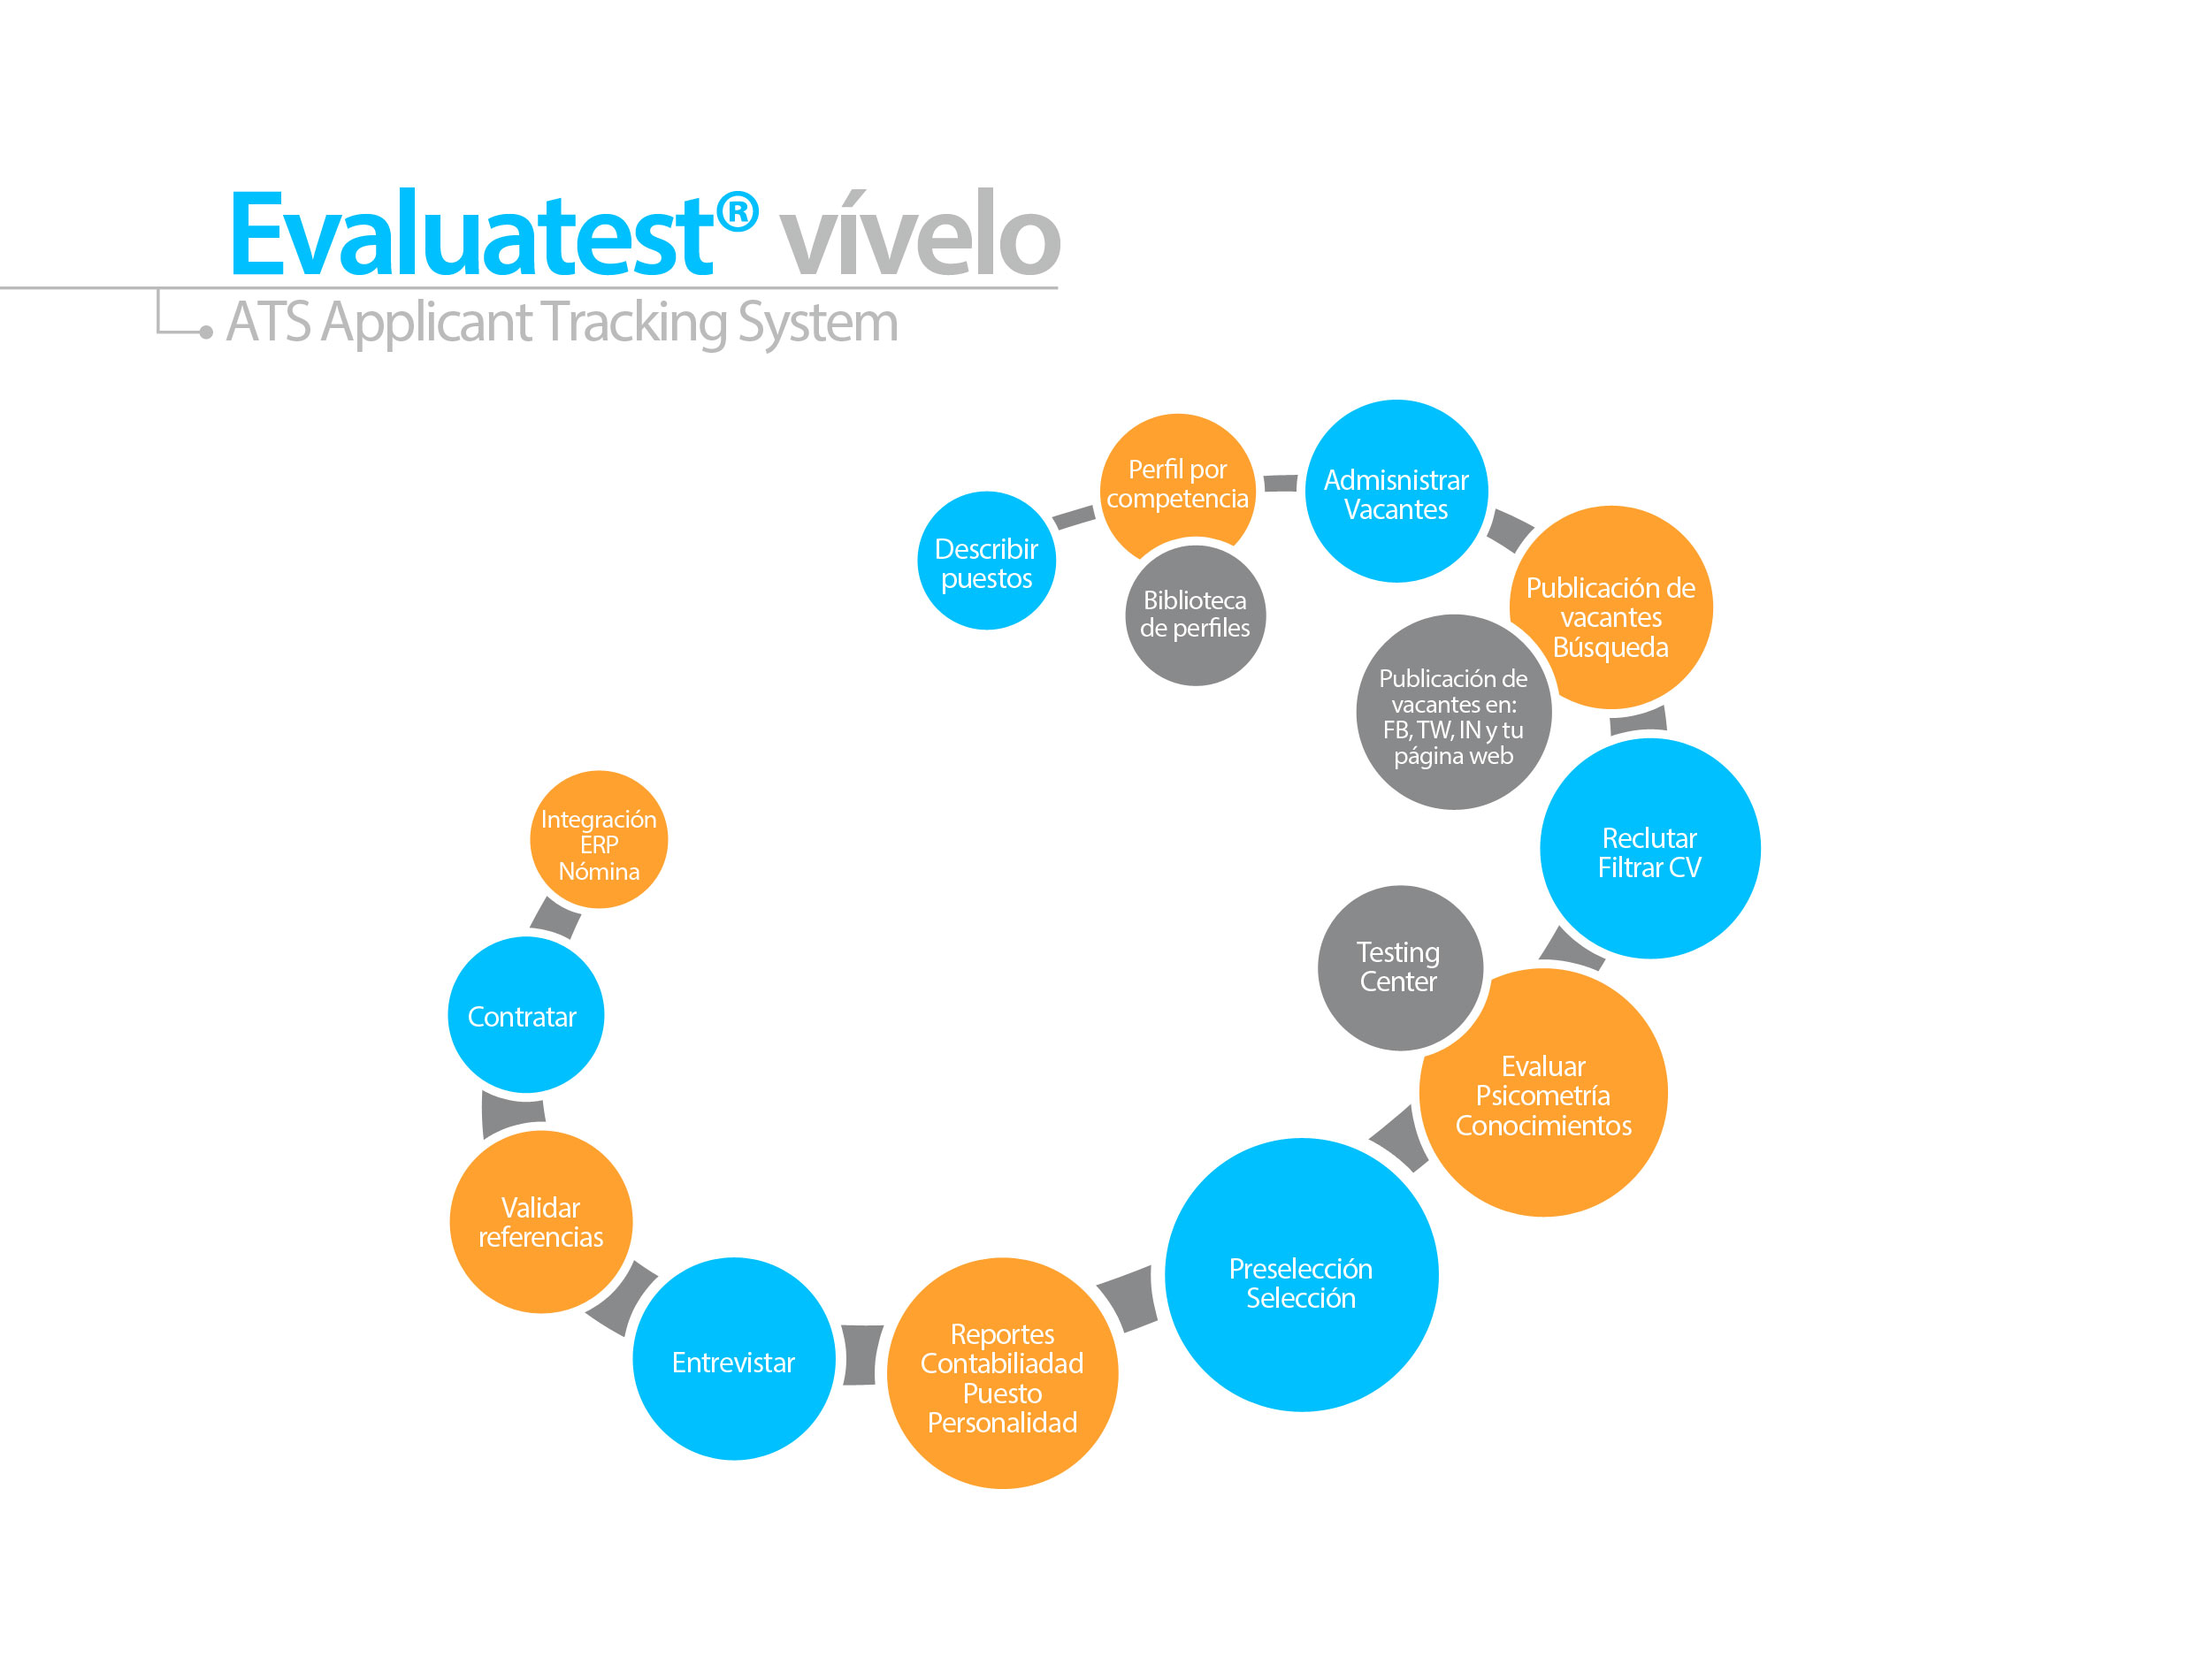 Evaluatest® vívelo
ATS Applicant Tracking System
Describir
puestos
Perfil por
competencia
Biblioteca
de perfiles
Admisnistrar
Vacantes
Publicación de
vacantes
Búsqueda
Publicación de
vacantes en:
FB, TW, IN y tu
página web
Reclutar
Filtrar CV
Testing
Center
Evaluar
Psicometría
Conocimientos
Preselección
Selección
Reportes
Contabiliadad
Puesto
Personalidad
Entrevistar
Validar
referencias
Contratar
Integración
ERP
Nómina